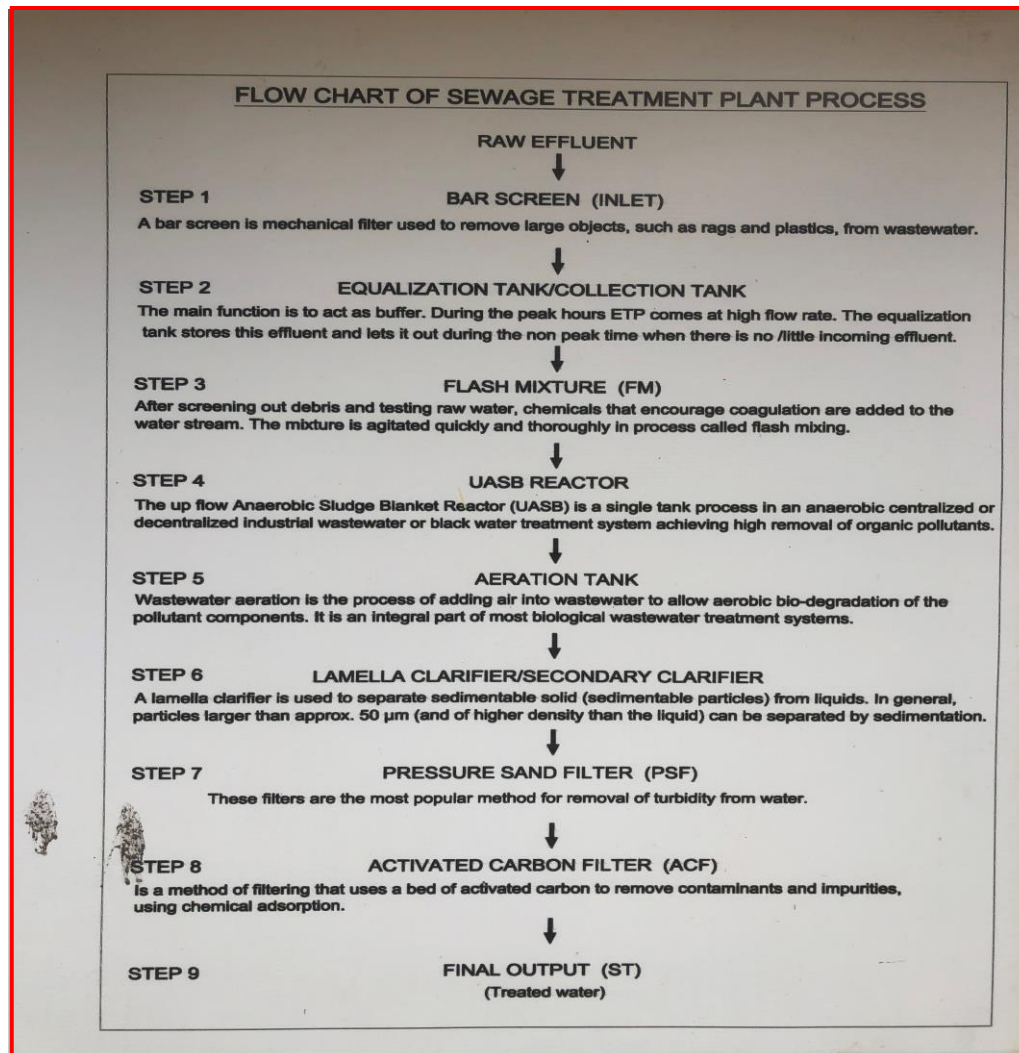 FLOW CHART OF SEWAGE TREATMENT PLANT PROCESS
RAW EFFLUENT
STEP 1 BAR SCREEN (INLET)
A bar screen is mechanical filter used to remove large objects, such as rags and plastics, from wastewater.
STEP 2 EQUALIZATION TANK/COLLECTION TANK
The main function is to act as buffer. During the peak hours ETP comes at high flow rate. The equalization
tank stores this effluent and lets it out during the non peak time when there is no /little incoming effluent.
STEP 3 FLASH MIXTURE (FM)
After screening out debris and testing raw water, chemicals that encourage coagulation are added to the
water stream. The mixture is agitated quickly and thoroughly in process called flash mixing.
STEP 4 UASB REACTOR
The up flow Anaerobic Sludge Blanket Reactor (UASB) is a single tank process in an anaerobic centralized or
decentralized industrial wastewater or black water treatment system achieving high removal of organic pollutants.
STEP 5 AERATION TANK
Wastewater aeration is the process of adding air into wastewater to allow aerobic bio-degradation of the
pollutant components. It is an integral part of most biological wastewater treatment systems.
STEP 6 LAMELLA CLARIFIER/SECONDARY CLARIFIER
A lamella clarifier is used to separate sedimentable solid (sedimentable particles) from liquids. In general,
particles larger than approx. 50 μm (and of higher density than the liquid) can be separated by sedimentation.
STEP 7 PRESSURE SAND FILTER (PSF)
These filters are the most popular method for removal of turbidity from water.
STEP 8 ACTIVATED CARBON FILTER (ACF)
Is a method of filtering that uses a bed of activated carbon to remove contaminants and impurities,
using chemical adsorption.
STEP 9 FINAL OUTPUT (ST)
(Treated water)